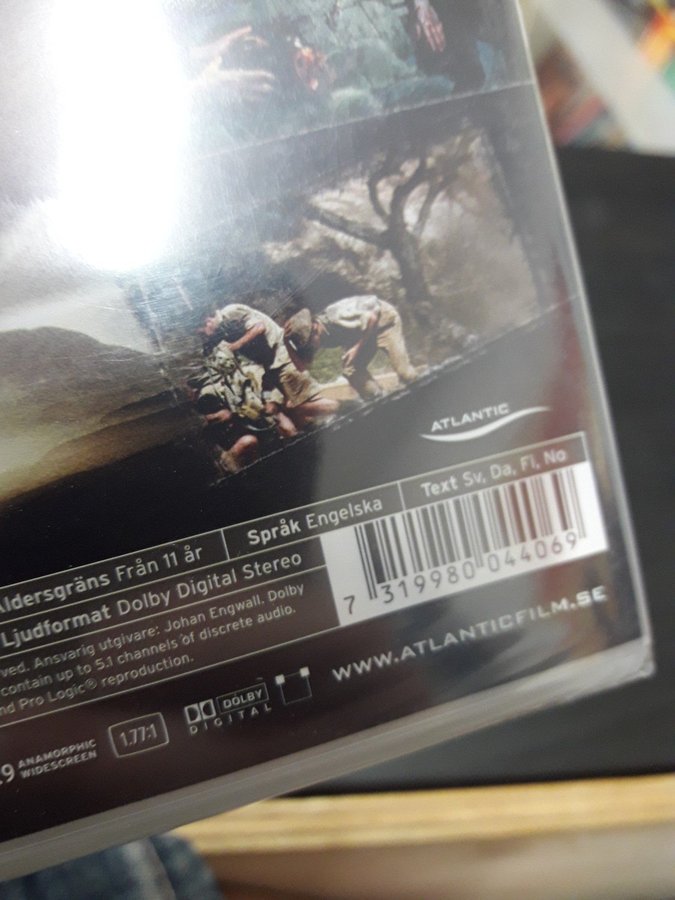 ATLANTIC
Åldersgräns Från 11 år Språk Engelska Text Sv, Da, Fi, No
Ljudformat Dolby Digital Stereo
ved. Ansvarig utgivare: Johan Engwall. Dolby
contain up to 5.1 channels of discrete audio.
nd Pro Logic® reproduction.
7 319980 044069
WWW.ATLANTICFILM.SE
DOLBY
DIGITAL
1.77:1
:9 ANAMORPHIC
WIDESCREEN